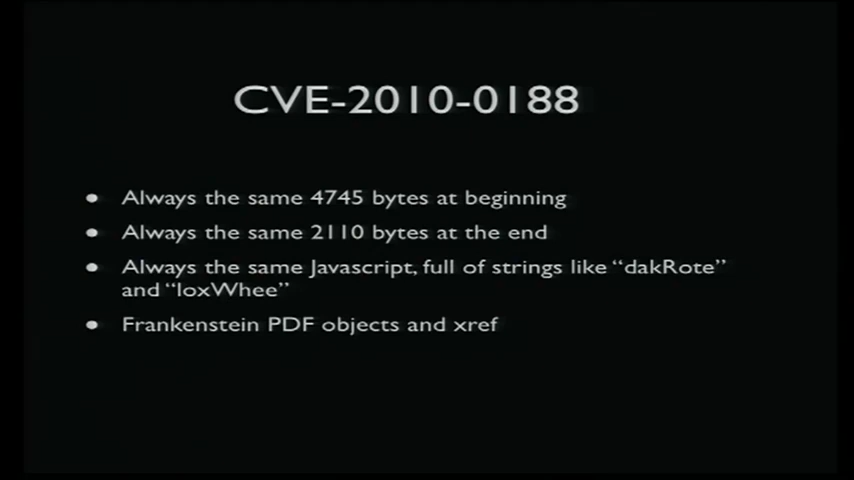 CVE-2010-0188
• Always the same 4745 bytes at beginning
• Always the same 2110 bytes at the end
• Always the same Javascript, full of strings like “dakRote”
and “loxWhee”
• Frankenstein PDF objects and xref